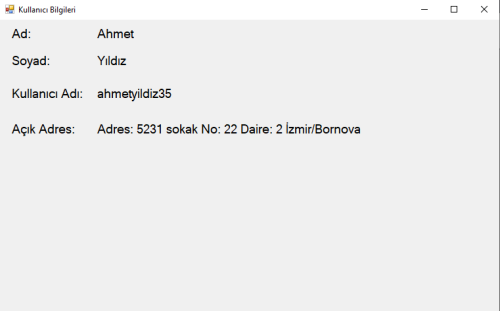 Kullanıcı Bilgileri
Ad: Ahmet
Soyad: Yıldız
Kullanıcı Adı: ahmetyildiz35
Açık Adres: Adres: 5231 sokak No: 22 Daire: 2 İzmir/Bornova